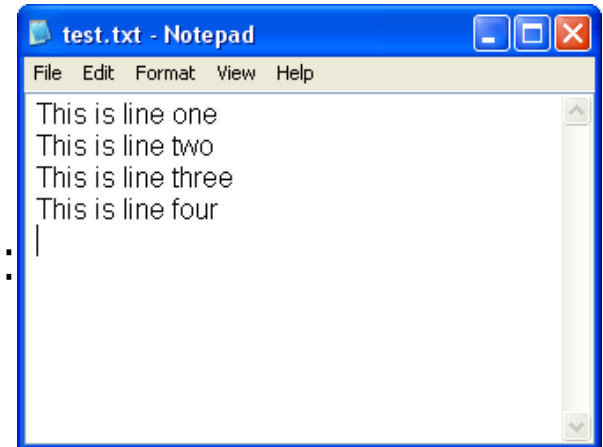 test.txt - Notepad
File Edit Format View Help
This is line one
This is line two
This is line three
This is line four
: